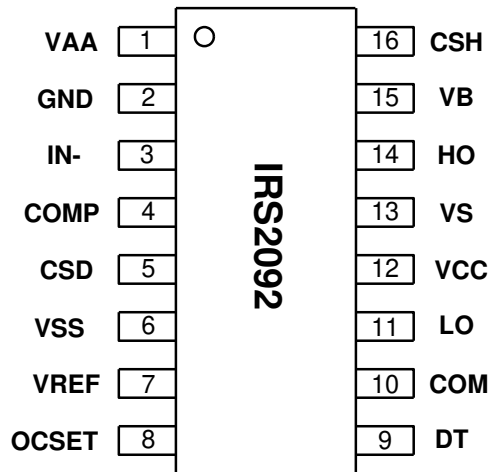 VAA 1 16 CSH
GND 2 15 VB
IN- 3 14 HO
COMP 4 13 VS
CSD 5 12 VCC
VSS 6 11 LO
VREF 7 10 COM
OCSET 8 9 DT
IRS2092